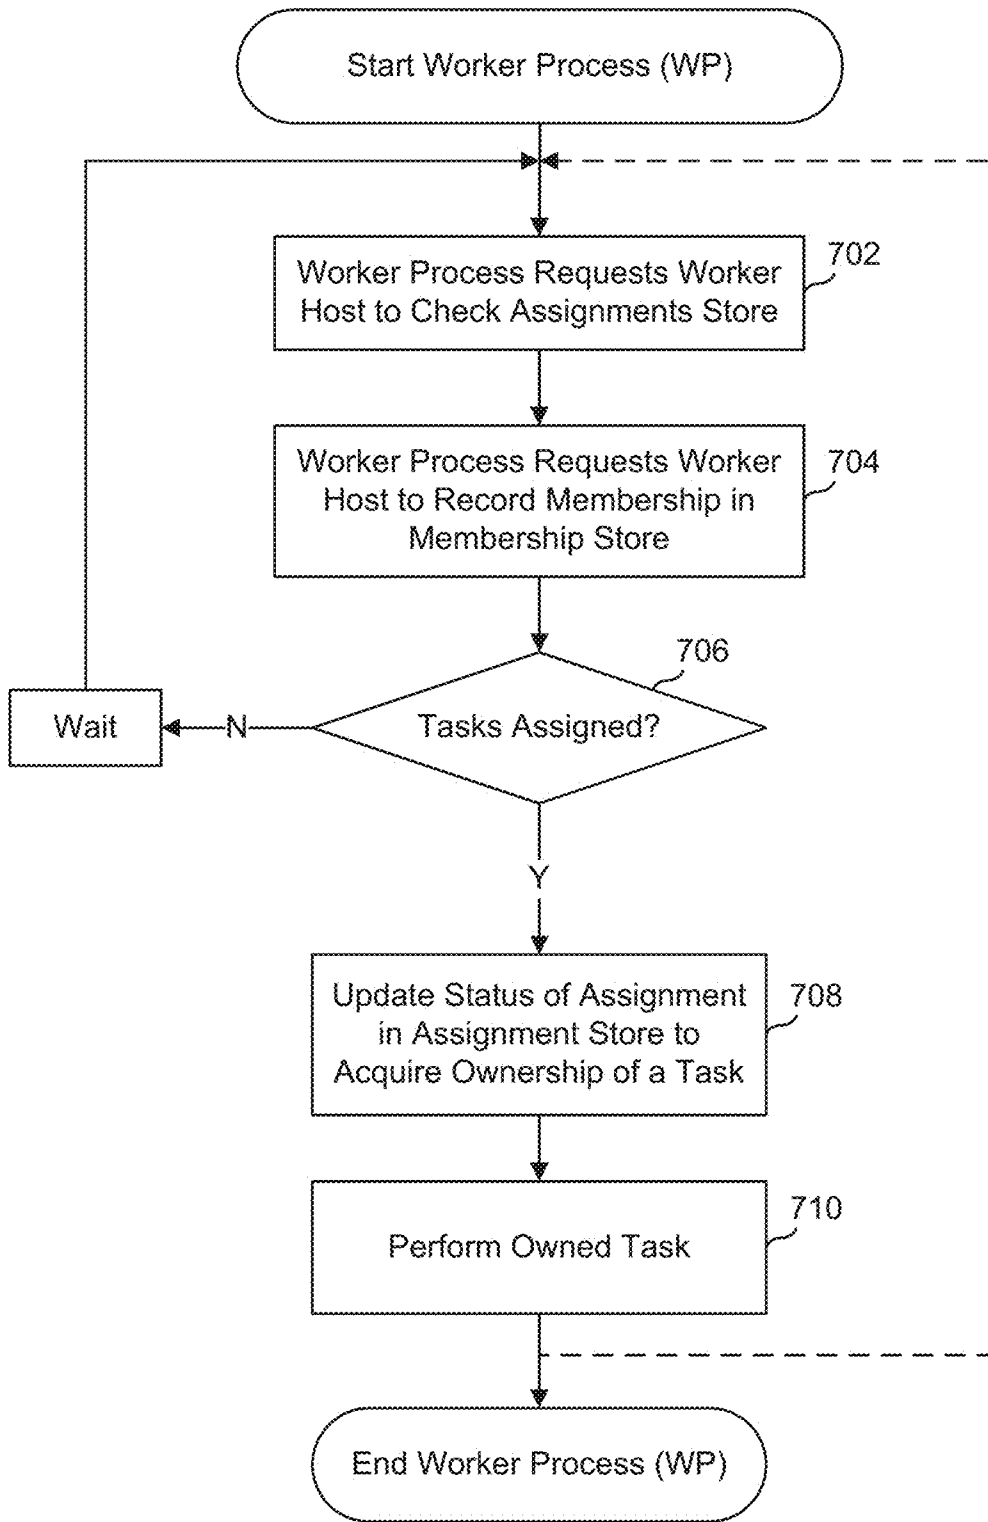 Start Worker Process (WP)
702
Worker Process Requests Worker
Host to Check Assignments Store
704
Worker Process Requests Worker
Host to Record Membership in
Membership Store
706
Tasks Assigned?
N
Wait
Y
708
Update Status of Assignment
in Assignment Store to
Acquire Ownership of a Task
710
Perform Owned Task
End Worker Process (WP)